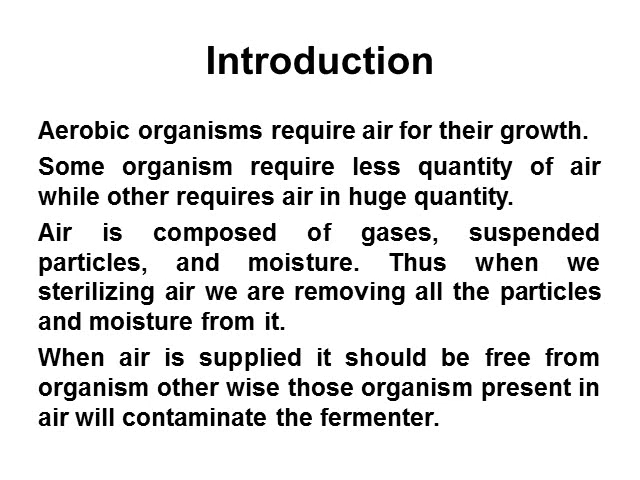 Introduction
Aerobic organisms require air for their growth.
Some organism require less quantity of air
while other requires air in huge quantity.
Air is composed of gases, suspended
particles, and moisture. Thus when we
sterilizing air we are removing all the particles
and moisture from it.
When air is supplied it should be free from
organism other wise those organism present in
air will contaminate the fermenter.